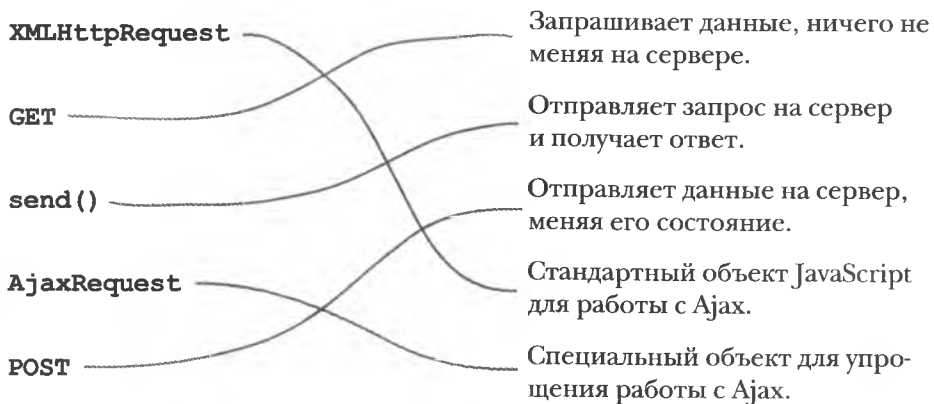 XMLHttpRequest
GET
send()
AjaxRequest
POST
Запрашивает данные, ничего не
меняя на сервере.
Отправляет запрос на сервер
и получает ответ.
Отправляет данные на сервер,
меняя его состояние.
Стандартный объект JavaScript
для работы с Ajax.
Специальный объект для упро-
щения работы с Ajax.